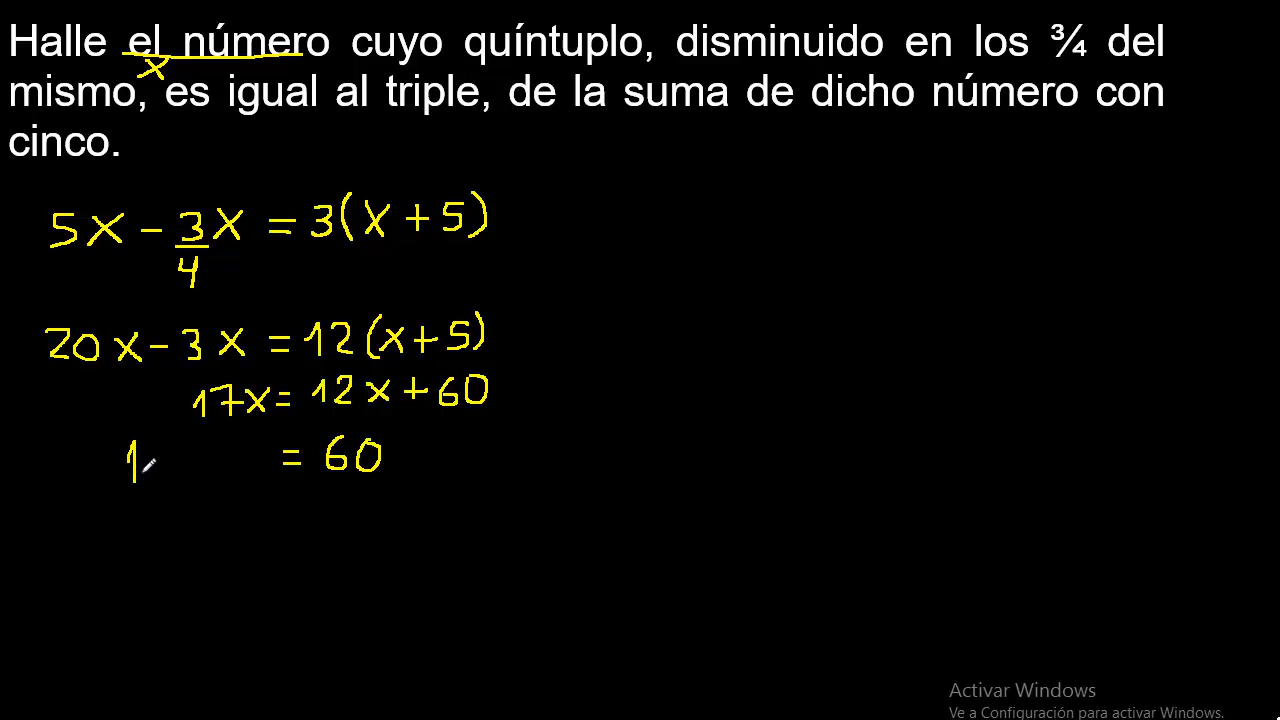 Halle el número cuyo quíntuplo, disminuido en los ¾ del
x
mismo, es igual al triple, de la suma de dicho número con
cinco.
5x - 3/4 x = 3(x + 5)
20x - 3x = 12(x+5)
17x = 12x + 60
1 = 60
Activar Windows
Ve a Configuración para activar Windows.